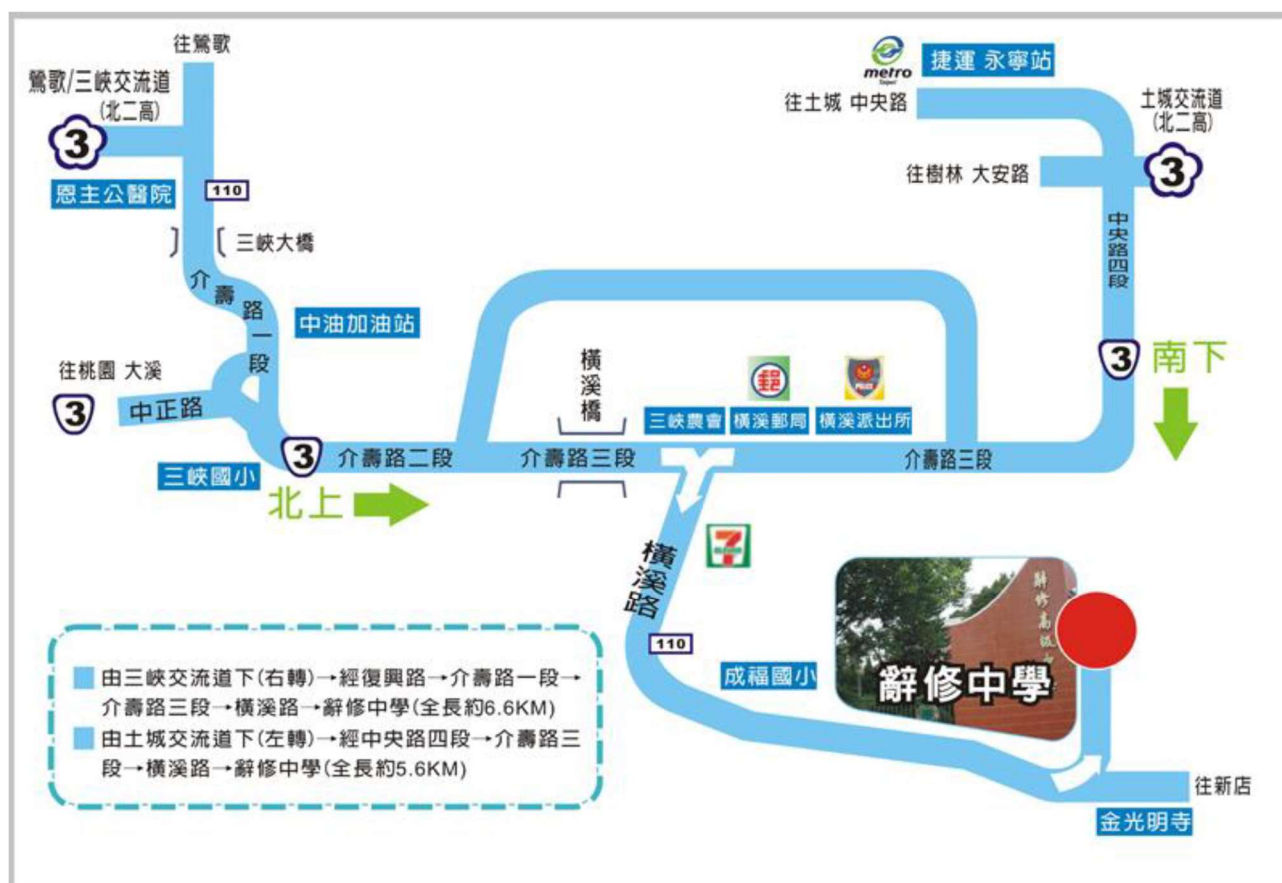 往鶯歌
鶯歌/三峽交流道
(北二高)
3
恩主公醫院
110
三峽大橋
介壽路一段
中油加油站
往桃園 大溪
3
中正路
三峽國小
3
介壽路二段
北上
橫溪橋
介壽路三段
三峽農會
橫溪郵局
橫溪派出所
郵
POLICE
介壽路三段
metro
Taipei
捷運 永寧站
往土城 中央路
土城交流道
(北二高)
3
往樹林 大安路
中央路四段
3
南下
橫溪路
7
ELEVEN
110
成福國小
辭修高級
辭修中學
往新店
金光明寺
由三峽交流道下(右轉)→經復興路→介壽路一段→
介壽路三段→橫溪路→辭修中學(全長約6.6KM)
由土城交流道下(左轉)→經中央路四段→介壽路三
段→橫溪路→辭修中學(全長約5.6KM)